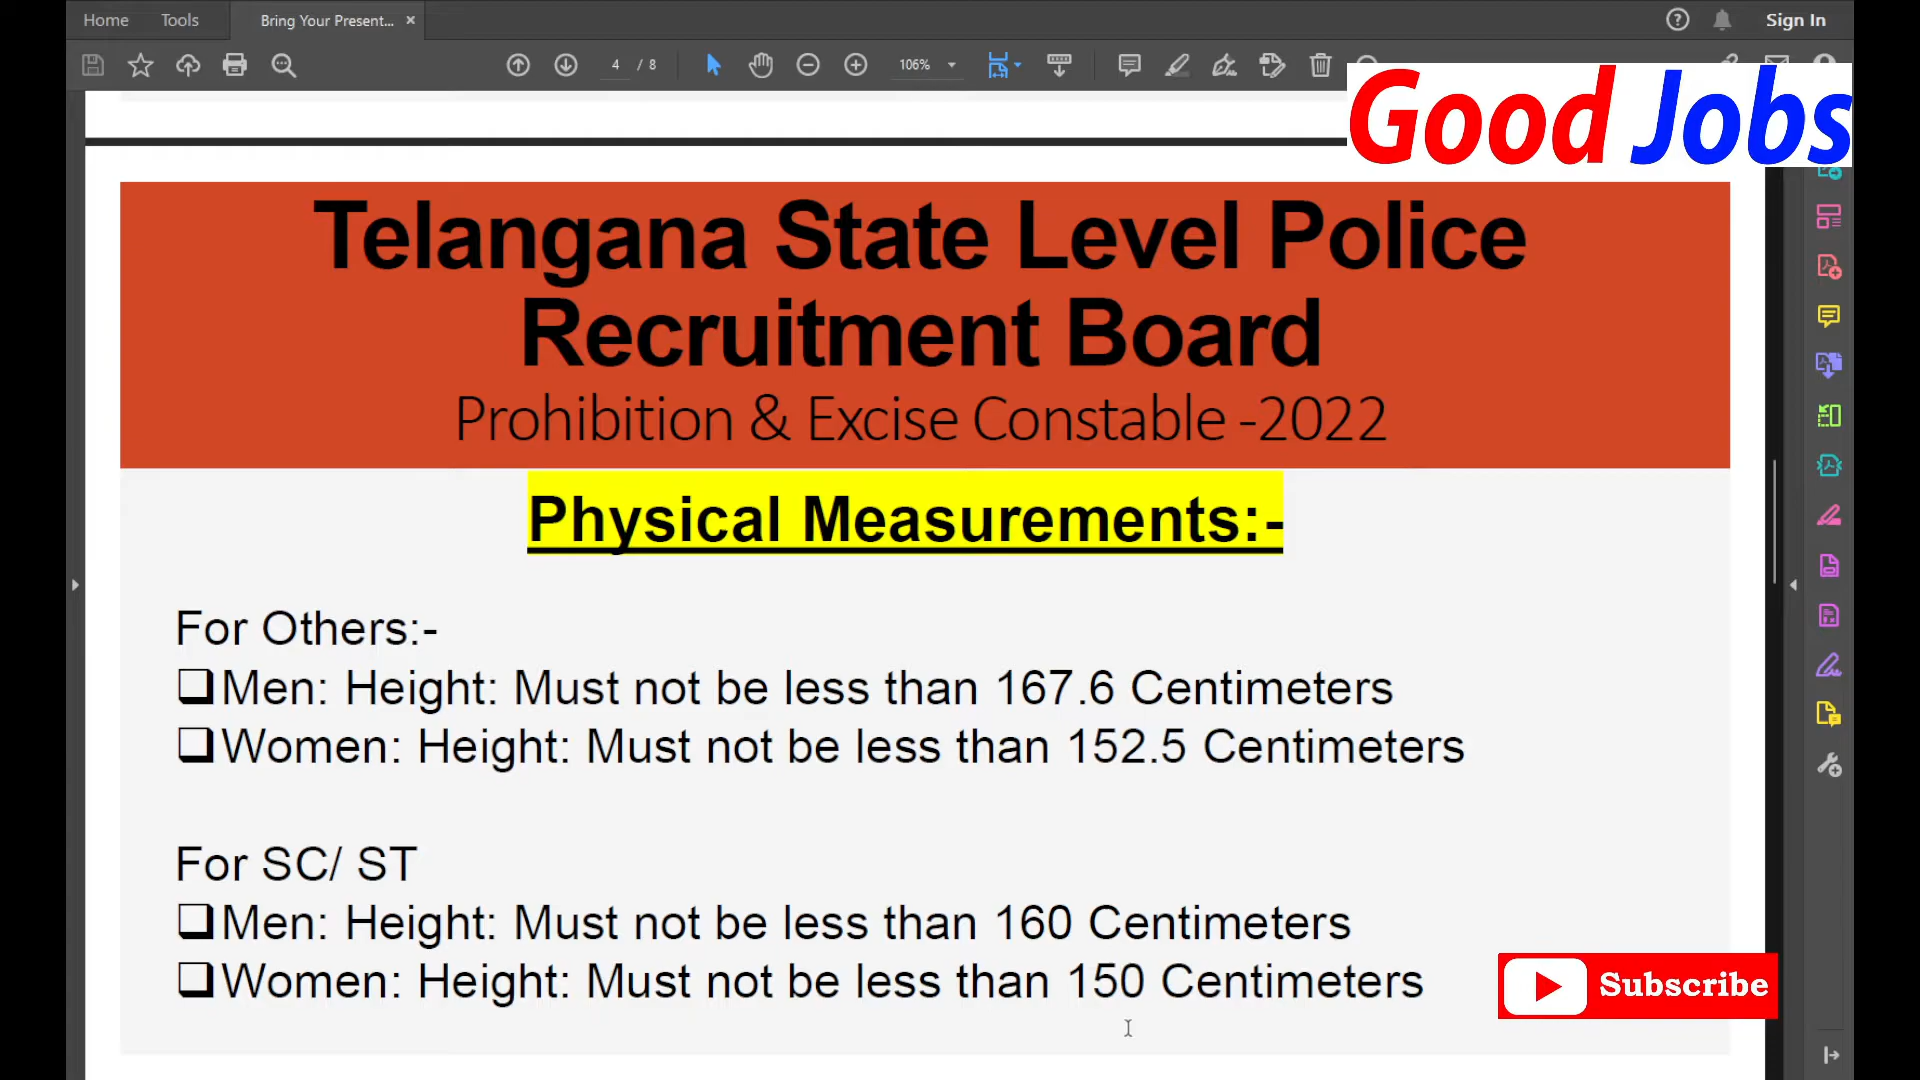 Home Tools Bring Your Present... × Sign In
4 / 8 106%
Good Jobs
Telangana State Level Police
Recruitment Board
Prohibition & Excise Constable -2022
Physical Measurements:-
For Others:-
❑Men: Height: Must not be less than 167.6 Centimeters
❑Women: Height: Must not be less than 152.5 Centimeters
For SC/ ST
❑Men: Height: Must not be less than 160 Centimeters
❑Women: Height: Must not be less than 150 Centimeters
Subscribe